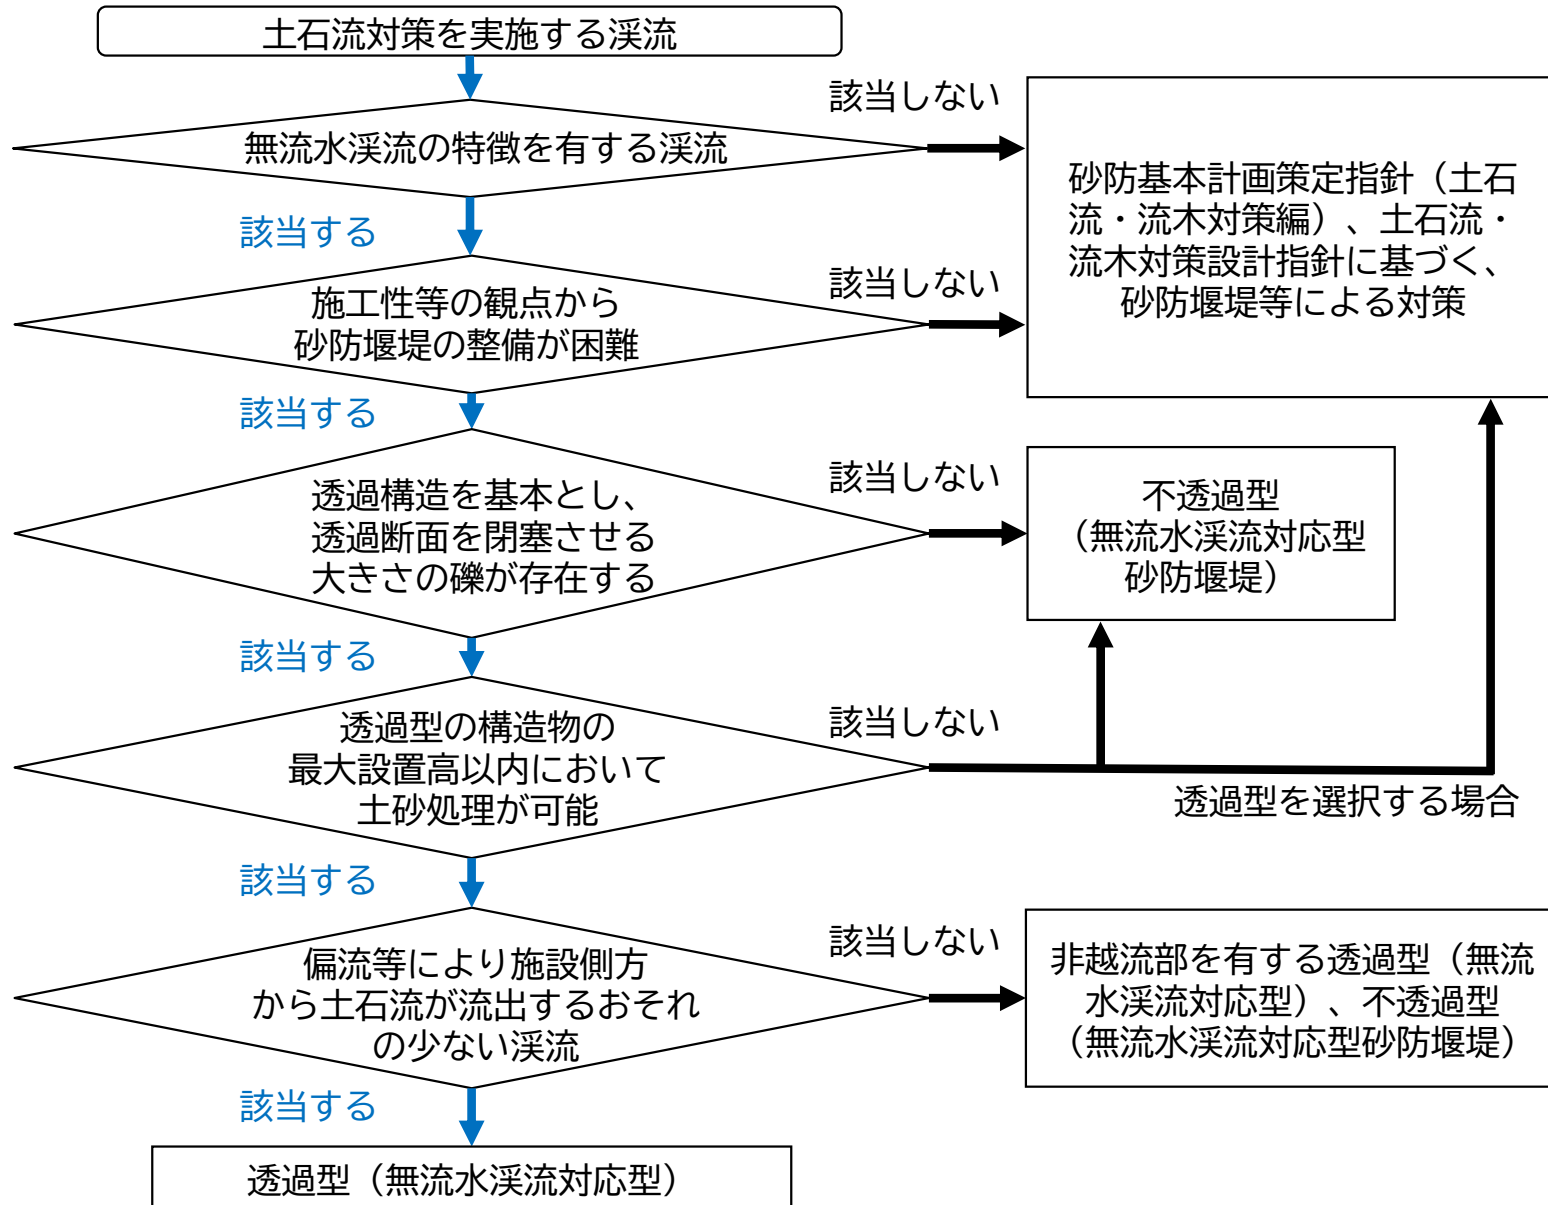 土石流対策を実施する渓流
該当しない
無流水渓流の特徴を有する渓流
砂防基本計画策定指針（土石
流・流木対策編）、土石流・
流木対策設計指針に基づく、
砂防堰堤等による対策
該当する
該当しない
施工性等の観点から
砂防堰堤の整備が困難
該当する
該当しない
透過構造を基本とし、
透過断面を閉塞させる
大きさの礫が存在する
不透過型
（無流水渓流対応型
砂防堰堤）
該当する
該当しない
透過型の構造物の
最大設置高以内において
土砂処理が可能
透過型を選択する場合
該当する
該当しない
偏流等により施設側方
から土石流が流出するおそれ
の少ない渓流
非越流部を有する透過型（無流
水渓流対応型）、不透過型
（無流水渓流対応型砂防堰堤）
該当する
透過型（無流水渓流対応型）